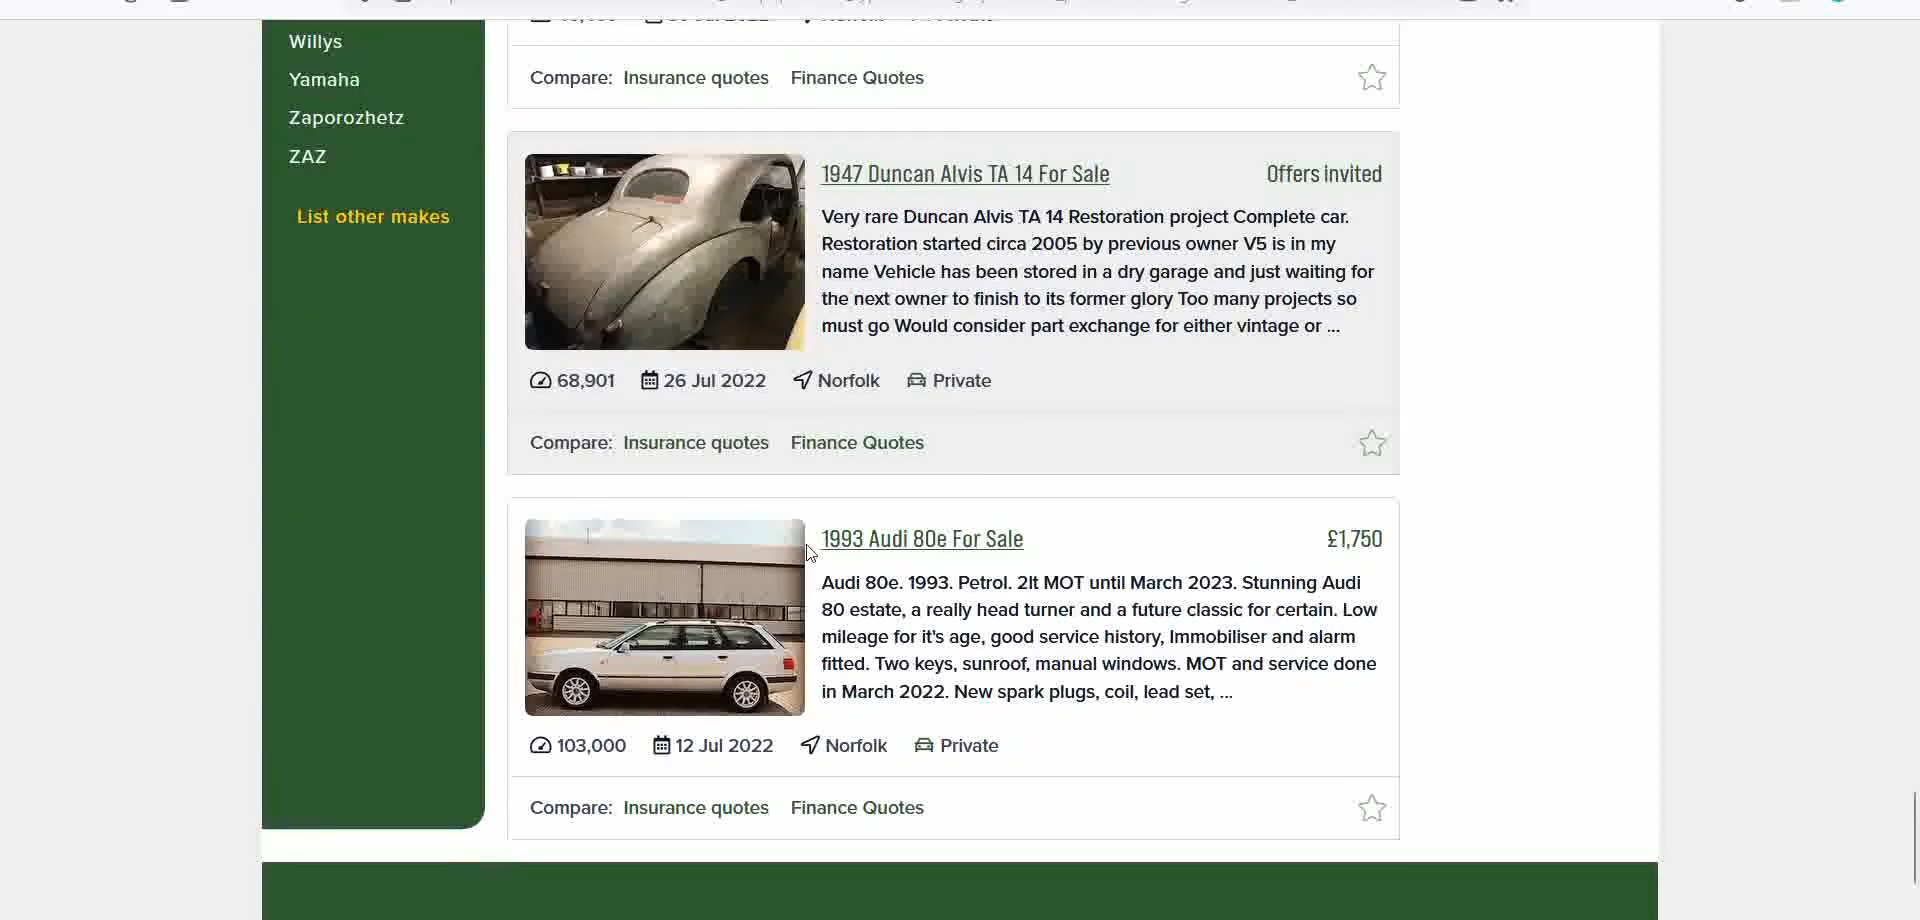 Willys
Yamaha
Zaporozhetz
ZAZ
List other makes
Compare: Insurance quotes Finance Quotes
1947 Duncan Alvis TA 14 For Sale
Offers invited
Very rare Duncan Alvis TA 14 Restoration project Complete car.
Restoration started circa 2005 by previous owner V5 is in my
name Vehicle has been stored in a dry garage and just waiting for
the next owner to finish to its former glory Too many projects so
must go Would consider part exchange for either vintage or ...
68,901 26 Jul 2022 Norfolk Private
Compare: Insurance quotes Finance Quotes
1993 Audi 80e For Sale
£1,750
Audi 80e. 1993. Petrol. 2lt MOT until March 2023. Stunning Audi
80 estate, a really head turner and a future classic for certain. Low
mileage for it's age, good service history, Immobiliser and alarm
fitted. Two keys, sunroof, manual windows. MOT and service done
in March 2022. New spark plugs, coil, lead set, ...
103,000 12 Jul 2022 Norfolk Private
Compare: Insurance quotes Finance Quotes